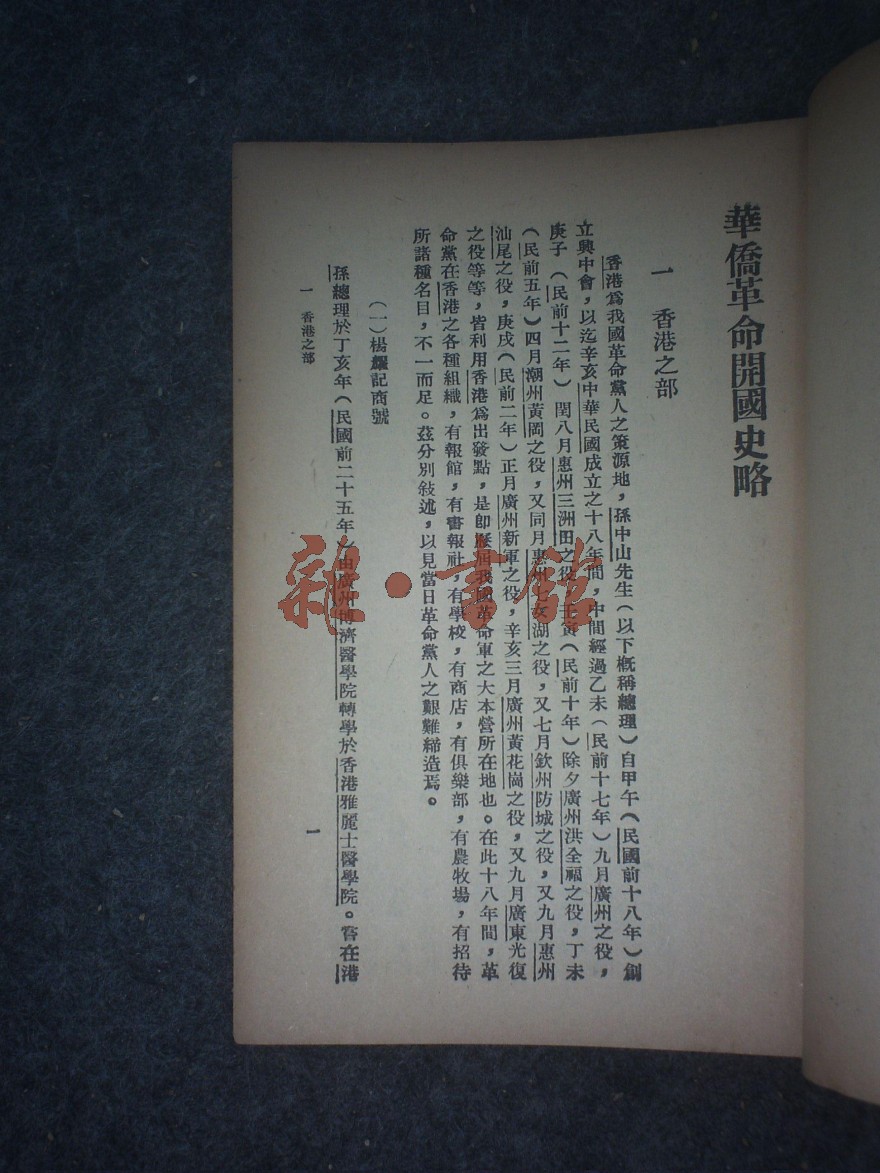 華僑革命開國史略
一　香港之部
香港爲我國革命黨人之策源地，孫中山先生（以下槪稱總理）自甲午（民國前十八年）創
立興中會，以迄辛亥中華民國成立之十八年間，中間經過乙未（民前十七年）九月廣州之役，
庚子（民前十二年）閏八月惠州三洲田之役，壬寅（民前十年）除夕廣州洪全福之役，丁未
（民前五年）四月潮州黃岡之役，又同月惠州七女湖之役，又七月欽州防城之役，又九月惠州
汕尾之役，庚戌（民前二年）正月廣州新軍之役，辛亥三月廣州黃花崗之役，又九月廣東光復
之役等等，皆利用香港爲出發點，是卽歷屆我國革命軍之大本營所在地也。在此十八年間，革
命黨在香港之各種組織，有報館，有書報社，有學校，有商店，有俱樂部，有農牧場，有招待
所諸種名目，不一而足。茲分別敍述，以見當日革命黨人之艱難締造焉。
（一）楊耀記商號
孫總理於丁亥年（民國前二十五年）由廣州博濟醫學院轉學於香港雅麗士醫學院。嘗在港
一　香港之部
一
雜·書館